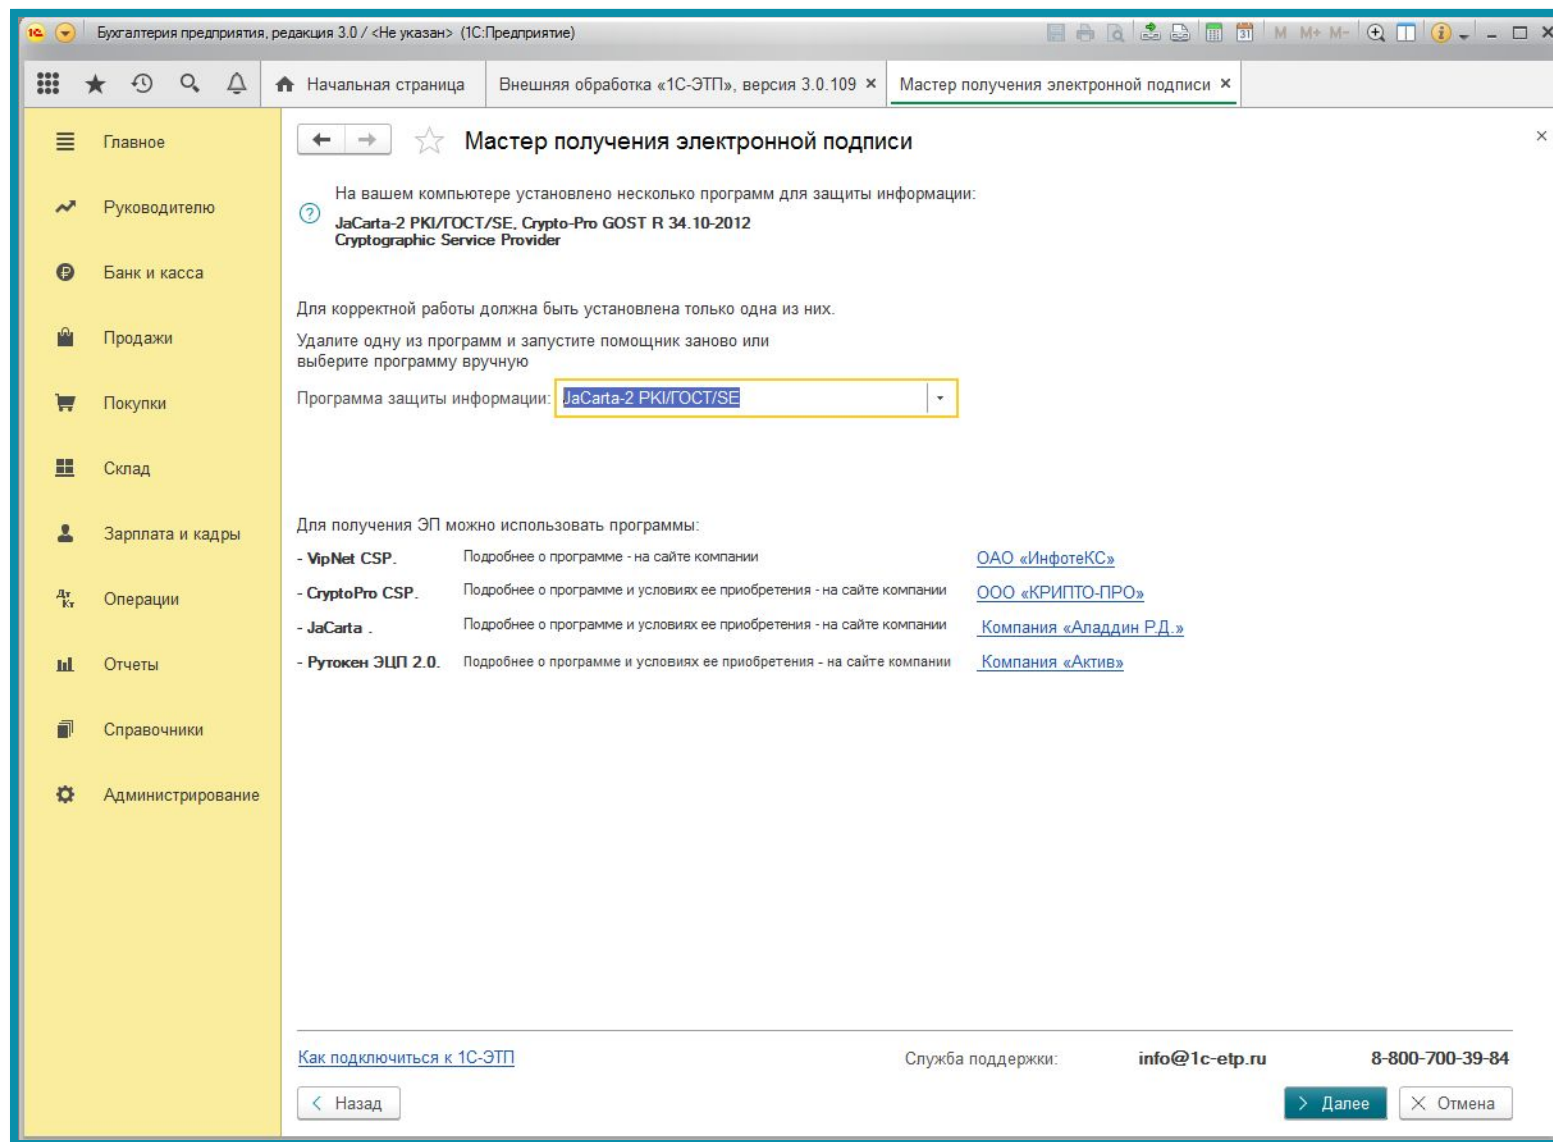 Бухгалтерия предприятия, редакция 3.0 / <Не указан> (1С:Предприятие)
M M+ M-
Начальная страница
Внешняя обработка «1С-ЭТП», версия 3.0.109
Мастер получения электронной подписи
Главное
Руководителю
Банк и касса
Продажи
Покупки
Склад
Зарплата и кадры
Операции
Отчеты
Справочники
Администрирование
Мастер получения электронной подписи
На вашем компьютере установлено несколько программ для защиты информации:
JaCarta-2 PKI/ГОСТ/SE, Crypto-Pro GOST R 34.10-2012
Cryptographic Service Provider
Для корректной работы должна быть установлена только одна из них.
Удалите одну из программ и запустите помощник заново или
выберите программу вручную
Программа защиты информации: JaCarta-2 PKI/ГОСТ/SE
Для получения ЭП можно использовать программы:
- VipNet CSP. Подробнее о программе - на сайте компании ОАО «ИнфотеКС»
- CryptoPro CSP. Подробнее о программе и условиях ее приобретения - на сайте компании ООО «КРИПТО-ПРО»
- JaCarta . Подробнее о программе и условиях ее приобретения - на сайте компании Компания «Аладдин Р.Д.»
- Рутокен ЭЦП 2.0. Подробнее о программе и условиях ее приобретения - на сайте компании Компания «Актив»
Как подключиться к 1С-ЭТП
Служба поддержки: info@1c-etp.ru 8-800-700-39-84
Назад
Далее
Отмена